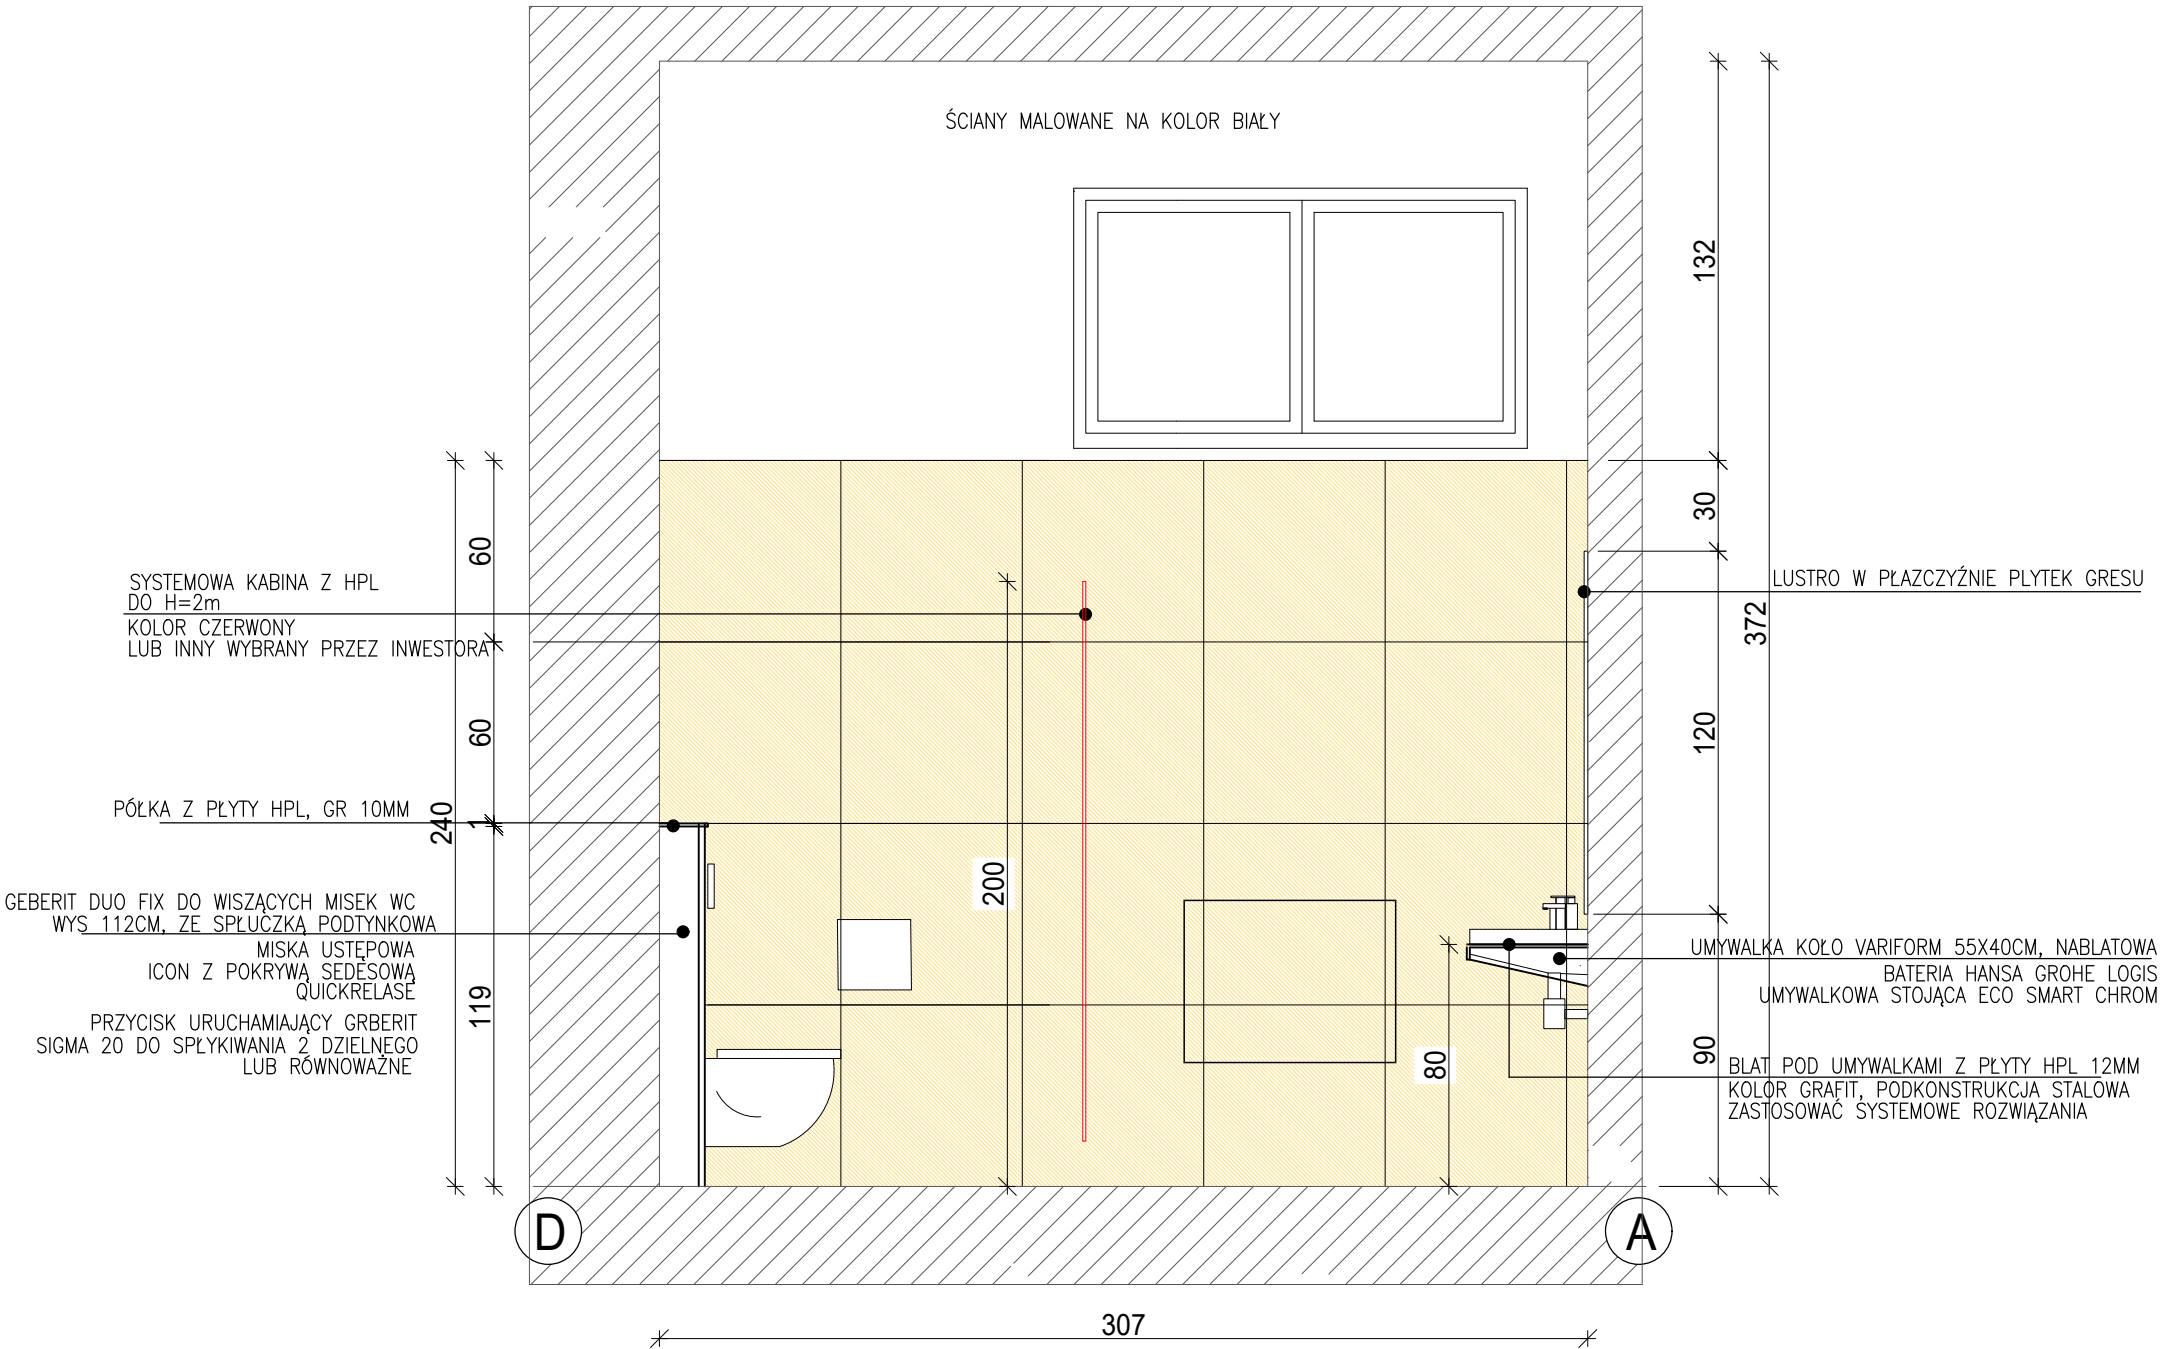 ŚCIANY MALOWANE NA KOLOR BIAŁY
132
30
120
90
372
60
60
1
119
240
200
80
307
SYSTEMOWA KABINA Z HPL
DO H=2m
KOLOR CZERWONY
LUB INNY WYBRANY PRZEZ INWESTORA
PÓŁKA Z PŁYTY HPL, GR 10MM
GEBERIT DUO FIX DO WISZĄCYCH MISEK WC
WYS 112CM, ZE SPŁUCZKĄ PODTYNKOWA
MISKA USTĘPOWA
ICON Z POKRYWĄ SEDESOWĄ
QUICKRELASE
PRZYCISK URUCHAMIAJĄCY GRBERIT
SIGMA 20 DO SPŁYKIWANIA 2 DZIELNEGO
LUB RÓWNOWAŻNE
LUSTRO W PŁAZCZYŹNIE PLYTEK GRESU
UMYWALKA KOŁO VARIFORM 55X40CM, NABLATOWA
BATERIA HANSA GROHE LOGIS
UMYWALKOWA STOJĄCA ECO SMART CHROM
BLAT POD UMYWALKAMI Z PŁYTY HPL 12MM
KOLOR GRAFIT, PODKONSTRUKCJA STALOWA
ZASTOSOWAĆ SYSTEMOWE ROZWIĄZANIA
D
A